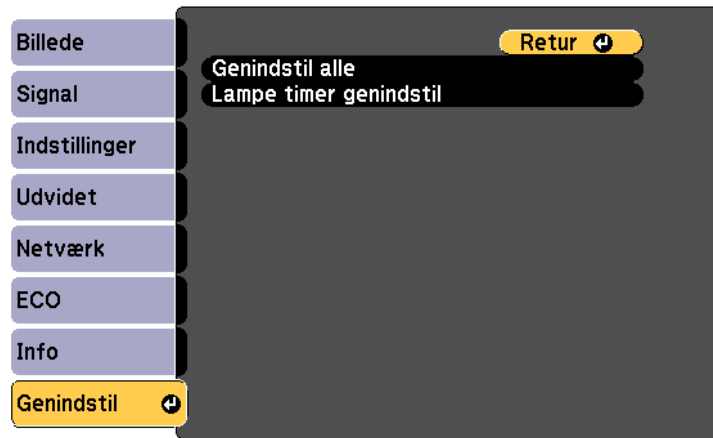 Billede
Signal
Indstillinger
Udvidet
Netværk
ECO
Info
Genindstil
Retur
Genindstil alle
Lampe timer genindstil